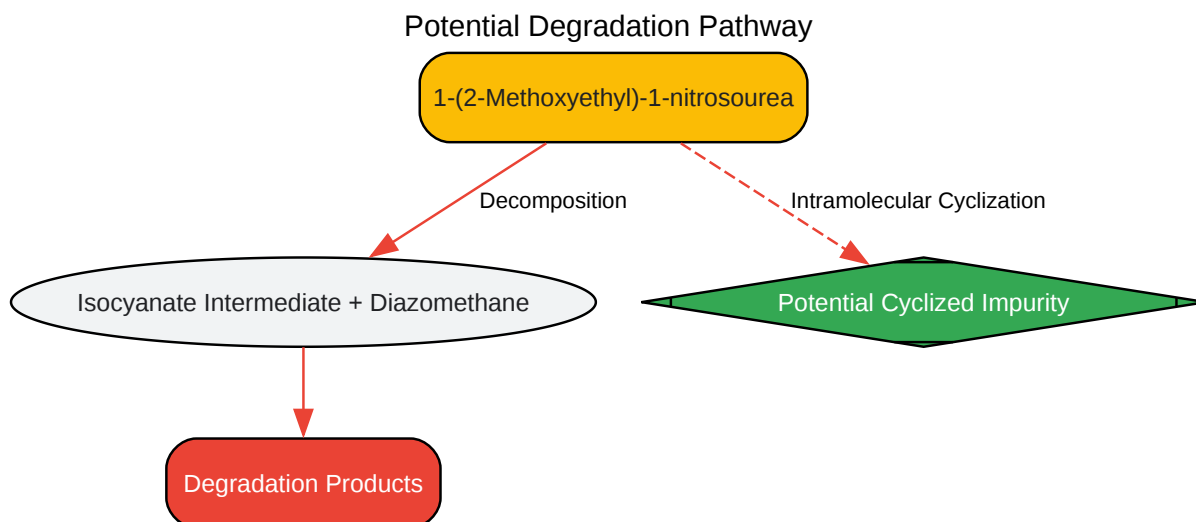 Potential Degradation Pathway
1-(2-Methoxyethyl)-1-nitrosourea
Decomposition
Intramolecular Cyclization
Isocyanate Intermediate + Diazomethane
Potential Cyclized Impurity
Degradation Products